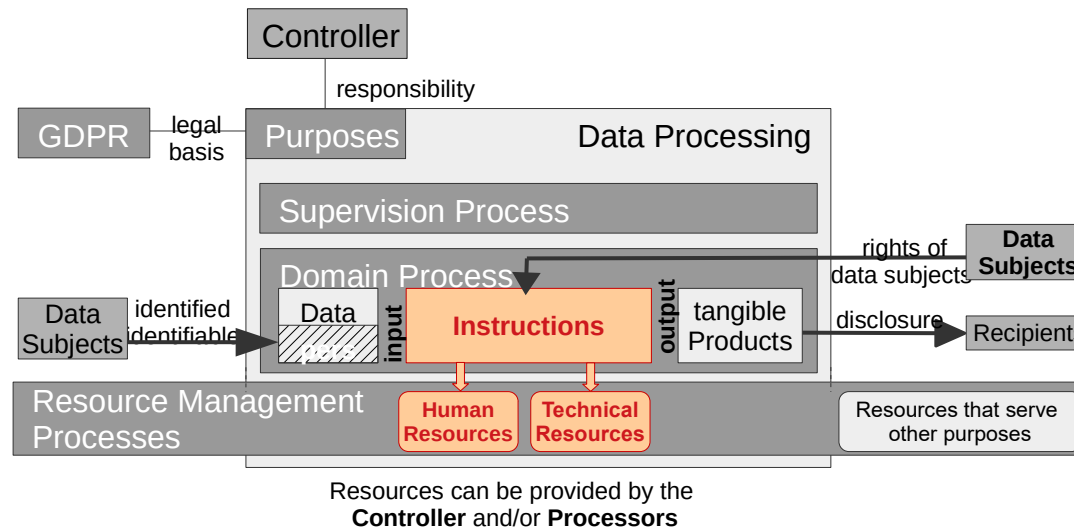 Controller
responsibility
GDPR
legal
basis
Purposes
Data Processing
Supervision Process
Domain Process
rights of
data subjects
Data
Subjects
Data
Subjects
identified
identifiable
Data
input
Instructions
output
tangible
Products
disclosure
Recipient
Resource Management
Processes
Human
Resources
Technical
Resources
Resources that serve
other purposes
Resources can be provided by the
Controller and/or Processors